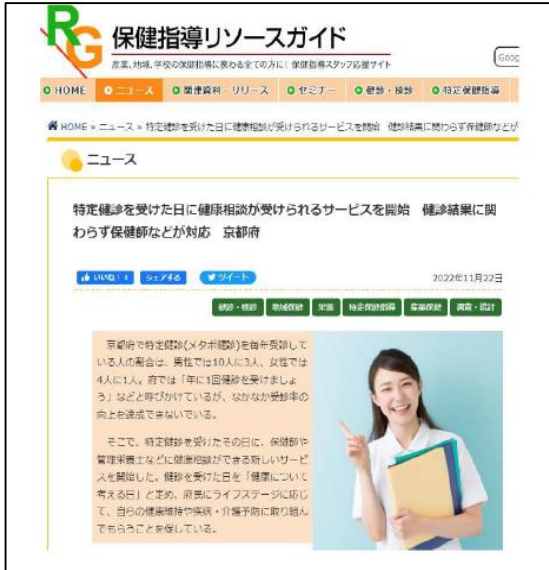 RG
保健指導リソースガイド
産業、地域、学校の保健指導に携わる全ての方に! 保健指導スタッフ応援サイト
Goog
HOME ニュース 関連資料・リリース セミナー 健診・検診 特定保健指導
HOME » ニュース » 特定健診を受けた日に健康相談が受けられるサービスを開始 健診結果に関わらず保健師などが
ニュース
特定健診を受けた日に健康相談が受けられるサービスを開始 健診結果に関
わらず保健師などが対応 京都府
いいね! シェアする ツイート 2022年11月22日
健診・検診 地域保健 栄養 特定保健指導 産業保健 調査・統計
京都府で特定健診(メタボ健診)を毎年受診して
いる人の割合は、男性では10人に3人、女性では
4人に1人。府では「年に1回健診を受けましょ
う」などと呼びかけているが、なかなか受診率の
向上を達成できないでいる。
そこで、特定健診を受けたその日に、保健師や
管理栄養士などに健康相談ができる新しいサービ
スを開始した。健診を受けた日を「健康について
考える日」と定め、府民にライフステージに応じ
て、自らの健康維持や疾病・介護予防に取り組ん
でもらうことを促している。